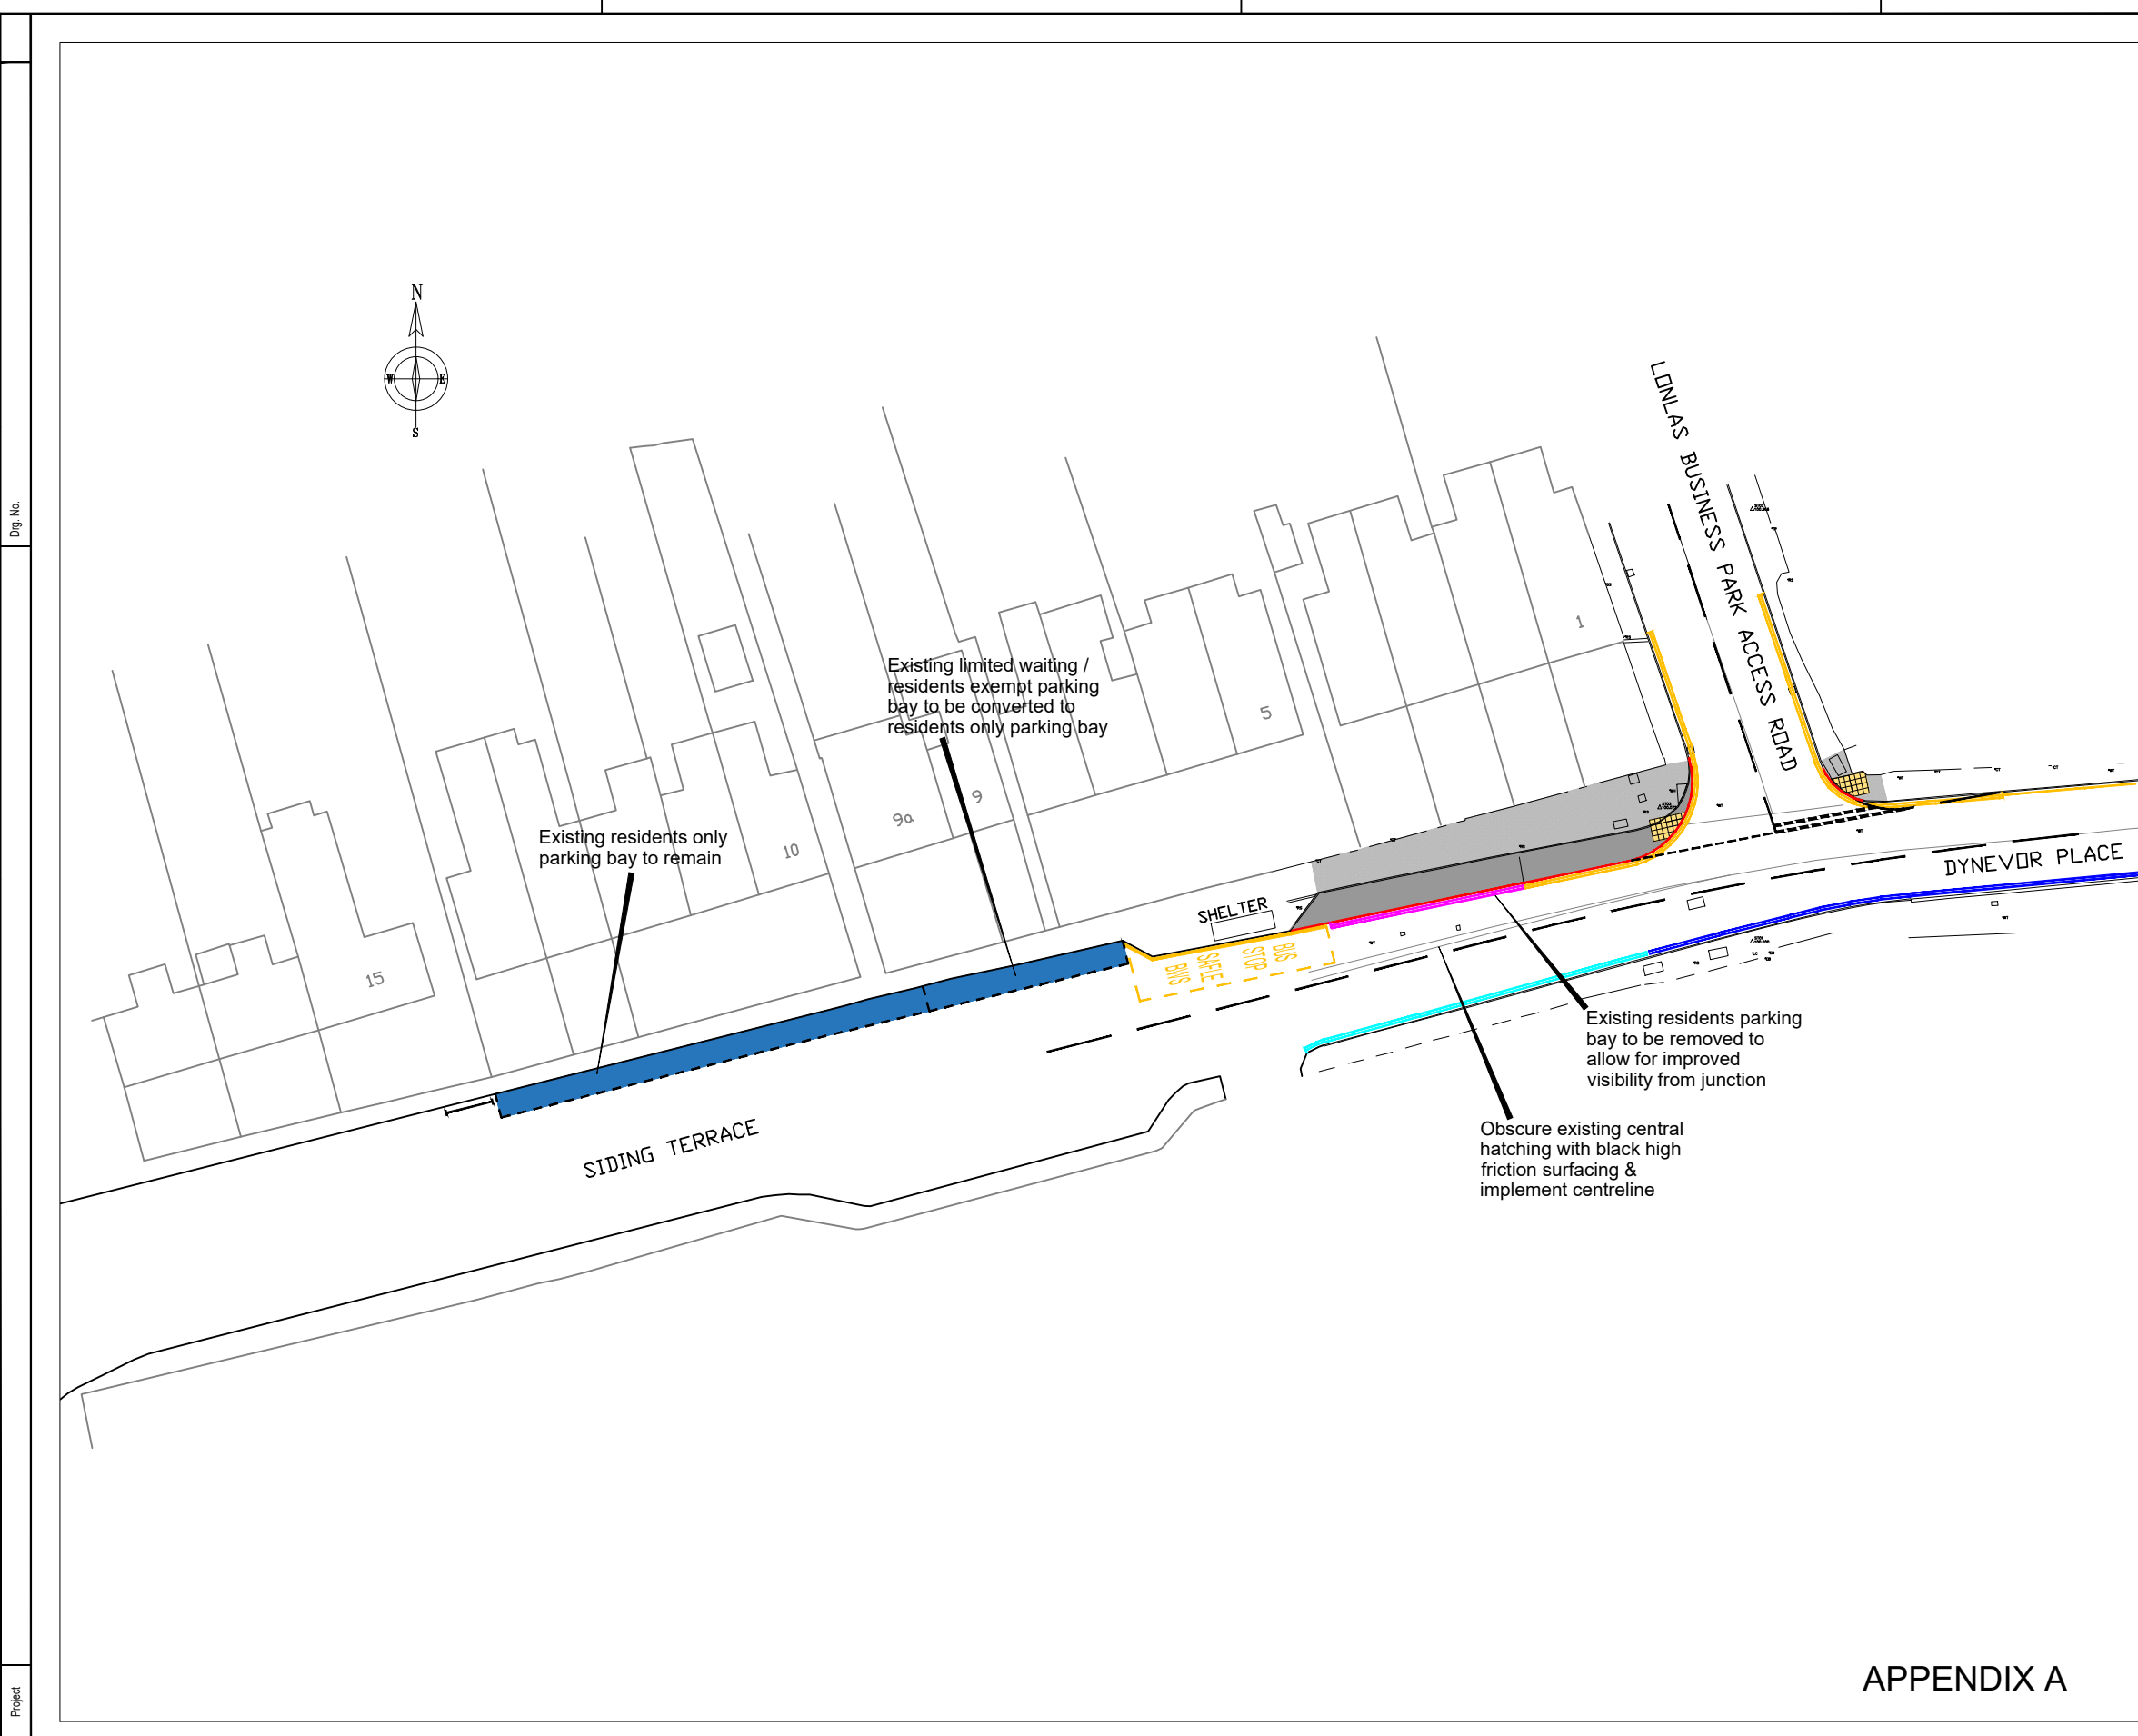 N
W
E
S
Drg. No.
Project
LONLAS BUSINESS PARK ACCESS ROAD
1
5
Existing limited waiting /
residents exempt parking
bay to be converted to
residents only parking bay
9
9a
10
Existing residents only
parking bay to remain
15
DYNEVOR PLACE
SHELTER
BUS
STOP
SAFLE
BWS
Existing residents parking
bay to be removed to
allow for improved
visibility from junction
Obscure existing central
hatching with black high
friction surfacing &
implement centreline
SIDING TERRACE
APPENDIX A